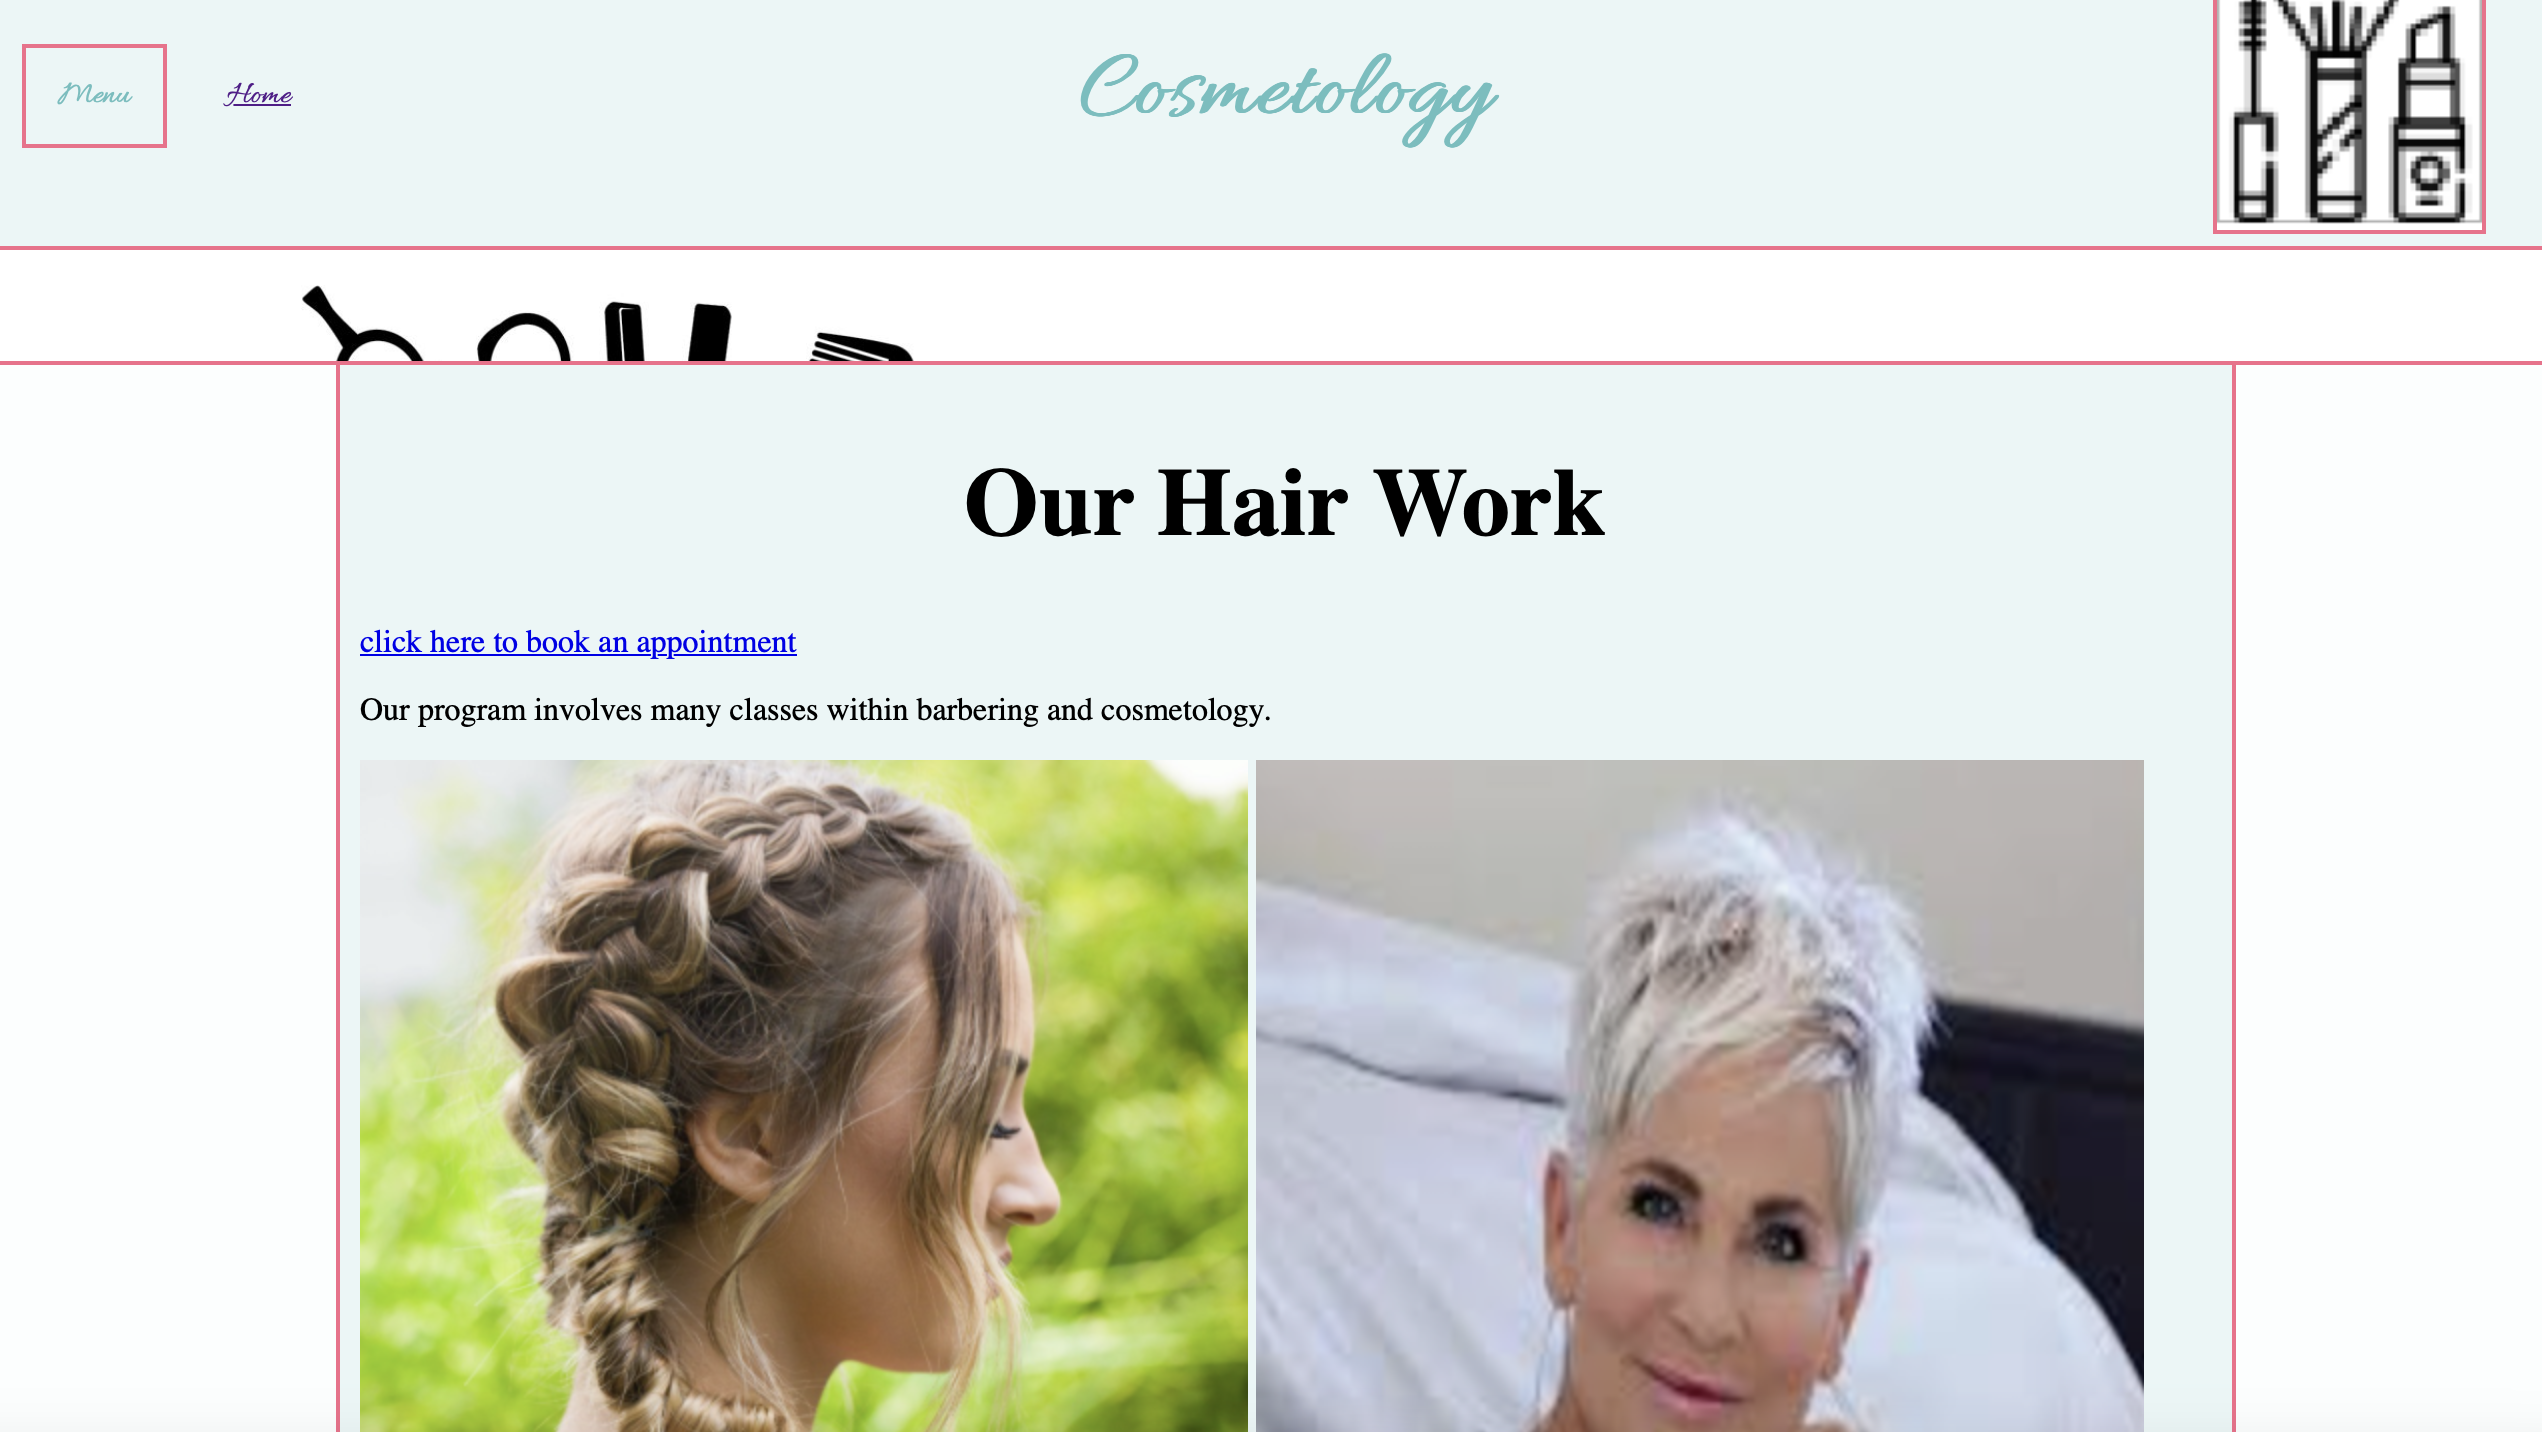 Menu
Home
Cosmetology
Our Hair Work
click here to book an appointment
Our program involves many classes within barbering and cosmetology.